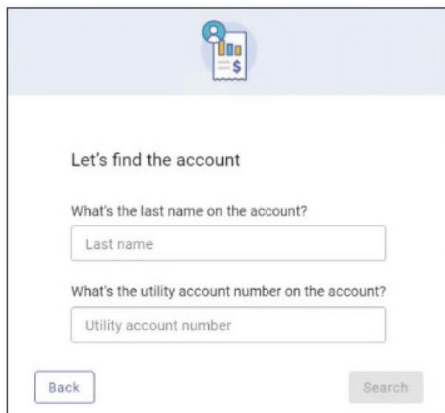 $
Let's find the account
What's the last name on the account?
Last name
What's the utility account number on the account?
Utility account number
Back
Search